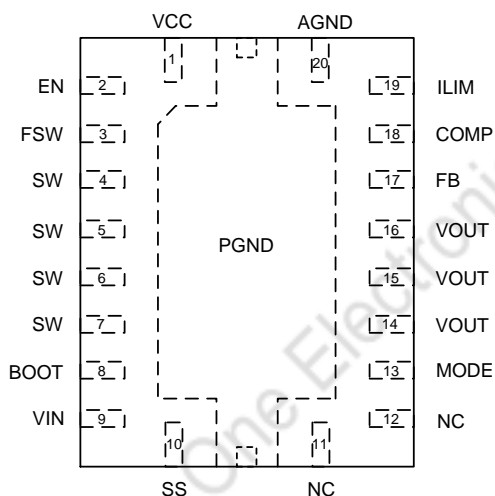 VCC AGND
1 20
EN 2 19 ILIM
FSW 3 18 COMP
SW 4 17 FB
SW 5 16 VOUT
SW 6 15 VOUT
SW 7 14 VOUT
BOOT 8 13 MODE
VIN 9 12 NC
10 11
SS NC
PGND
One Electroni